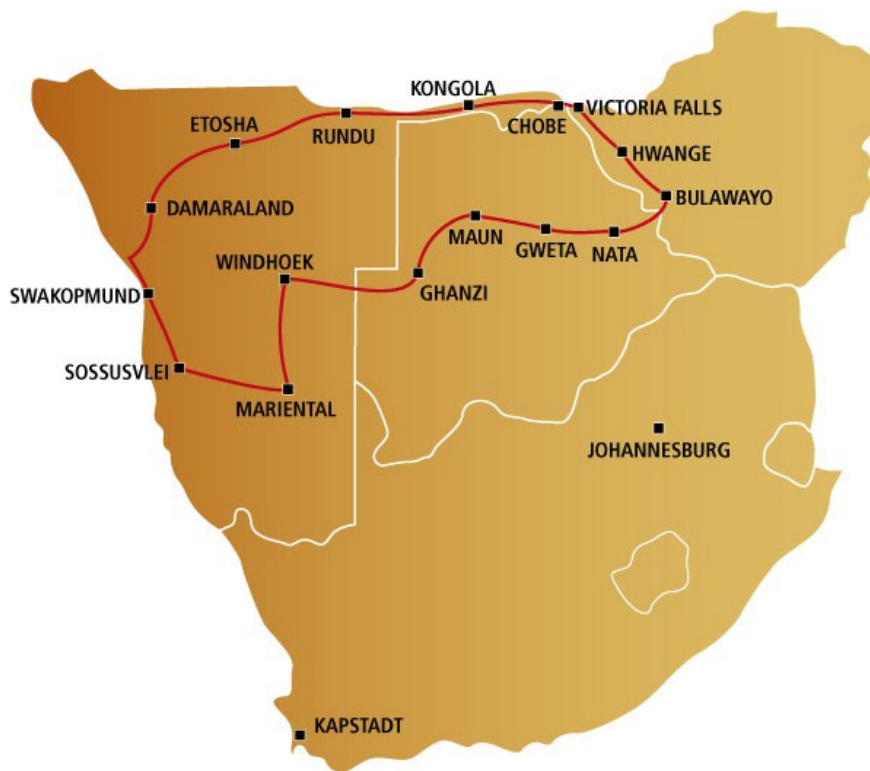 KONGOLA
VICTORIA FALLS
ETOSHA
RUNDU
CHOBE
HWANGE
DAMARALAND
BULAWAYO
MAUN
GWETA
NATA
WINDHOEK
GHANZI
SWAKOPMUND
SOSSUSVLEI
MARIENTAL
JOHANNESBURG
KAPSTADT